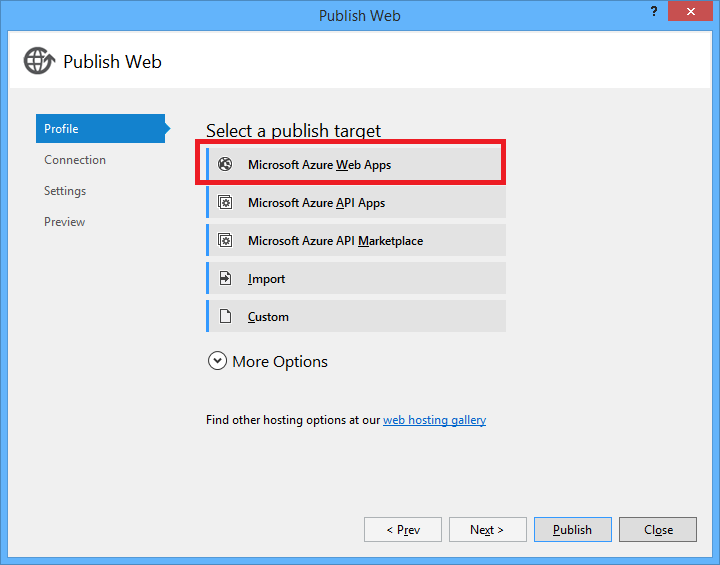 Publish Web
?
Publish Web
Profile
Connection
Settings
Preview
Select a publish target
Microsoft Azure Web Apps
Microsoft Azure API Apps
Microsoft Azure API Marketplace
Import
Custom
More Options
Find other hosting options at our web hosting gallery
< Prev
Next >
Publish
Close